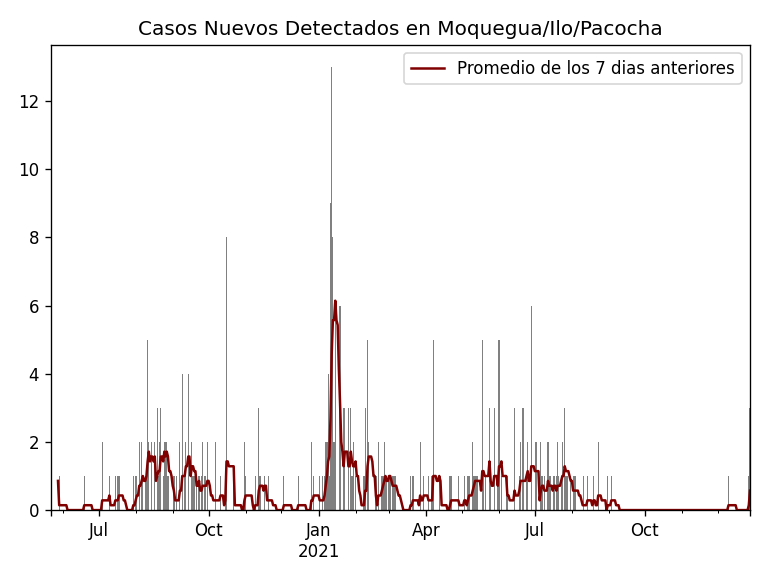 Casos Nuevos Detectados en Moquegua/Ilo/Pacocha
Promedio de los 7 dias anteriores
12
10
8
6
4
2
0
Jul Oct Jan Apr Jul Oct
2021